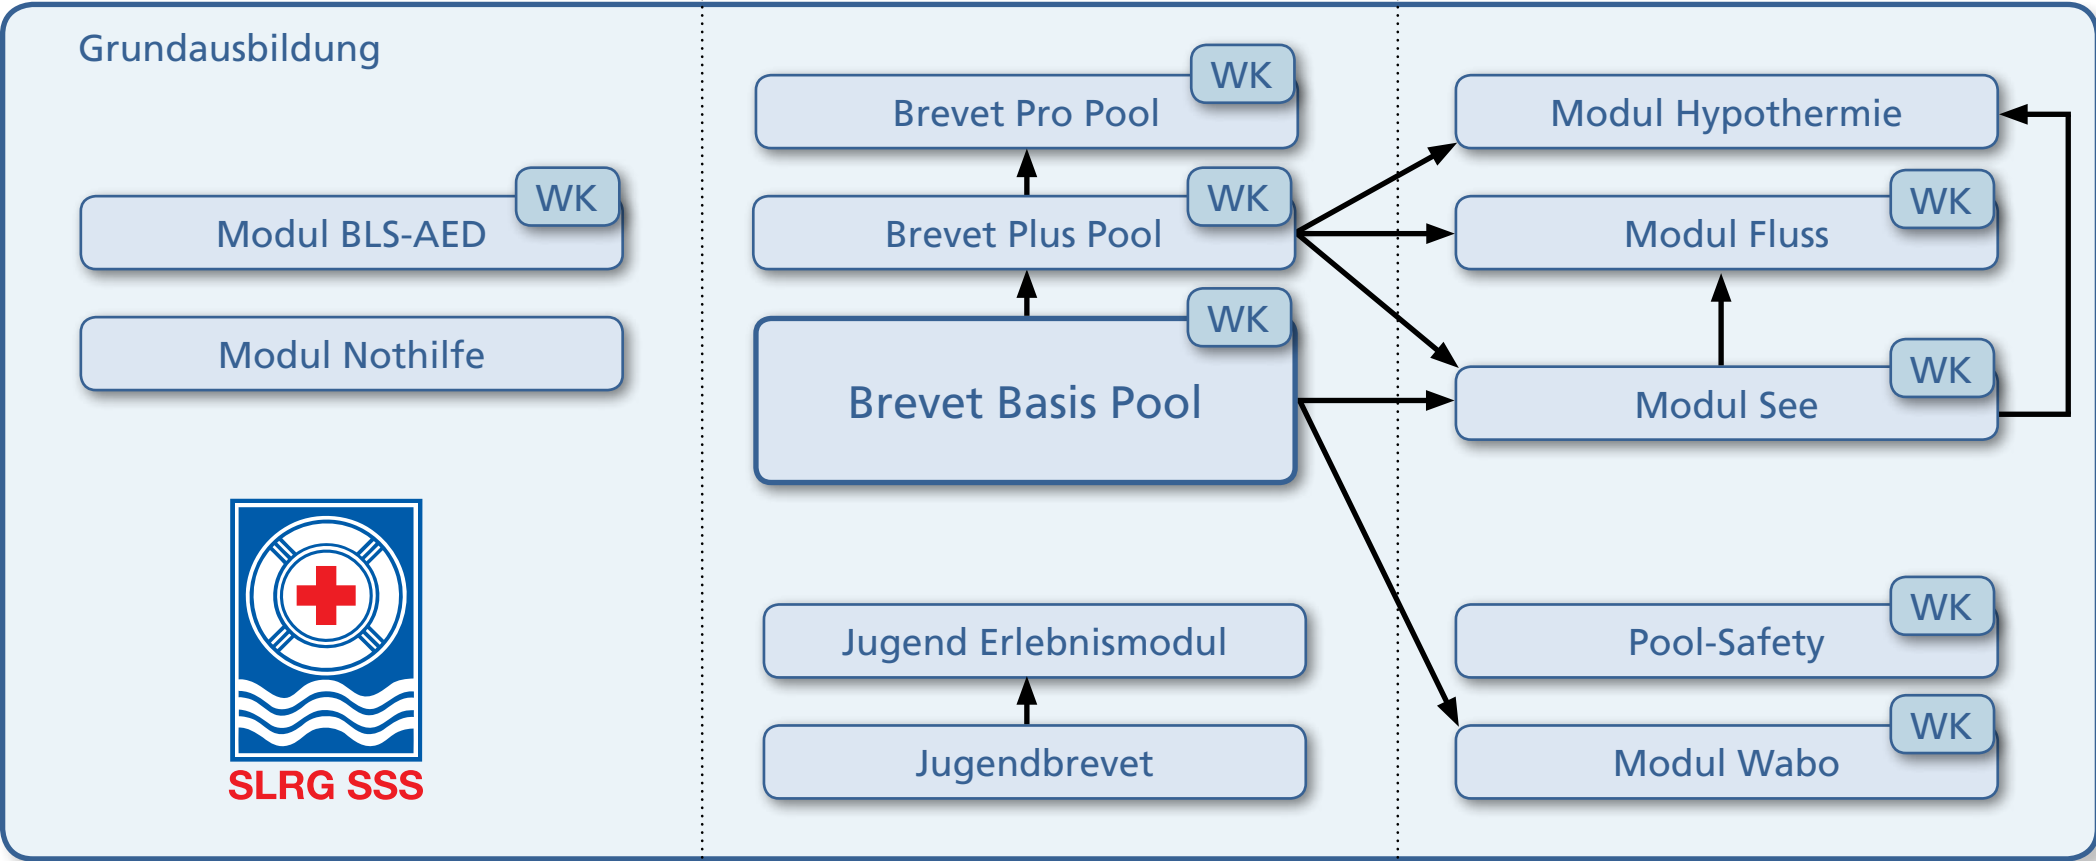 Grundausbildung
WK
Modul BLS-AED
Modul Nothilfe
SLRG SSS
WK
Brevet Pro Pool
WK
Brevet Plus Pool
WK
Brevet Basis Pool
Jugend Erlebnismodul
Jugendbrevet
Modul Hypothermie
WK
Modul Fluss
WK
Modul See
WK
Pool-Safety
WK
Modul Wabo